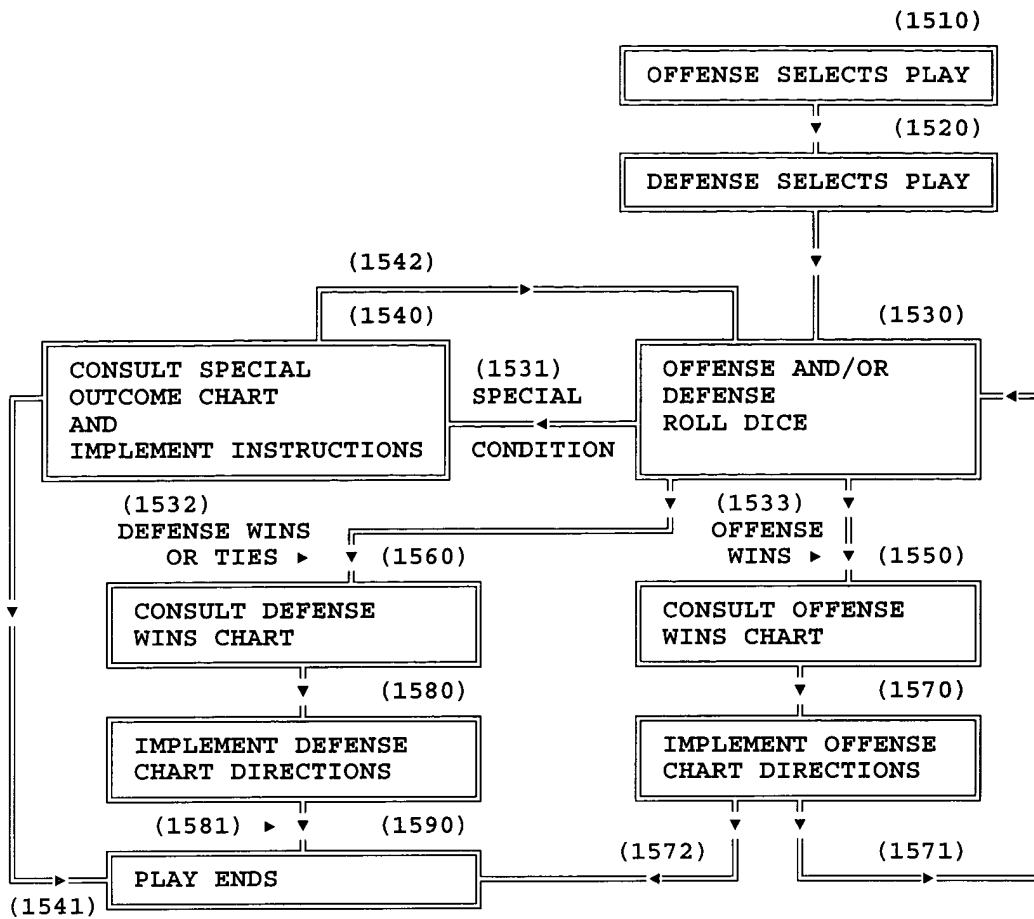 (1510)
OFFENSE SELECTS PLAY
(1520)
DEFENSE SELECTS PLAY
(1542)
(1540)
(1530)
CONSULT SPECIAL
OUTCOME CHART
AND
IMPLEMENT INSTRUCTIONS
(1531)
SPECIAL
CONDITION
OFFENSE AND/OR
DEFENSE
ROLL DICE
(1532)
DEFENSE WINS
OR TIES
(1560)
(1533)
OFFENSE
WINS
(1550)
CONSULT DEFENSE
WINS CHART
CONSULT OFFENSE
WINS CHART
(1580)
(1570)
IMPLEMENT DEFENSE
CHART DIRECTIONS
IMPLEMENT OFFENSE
CHART DIRECTIONS
(1581)
(1590)
(1572)
(1571)
PLAY ENDS
(1541)